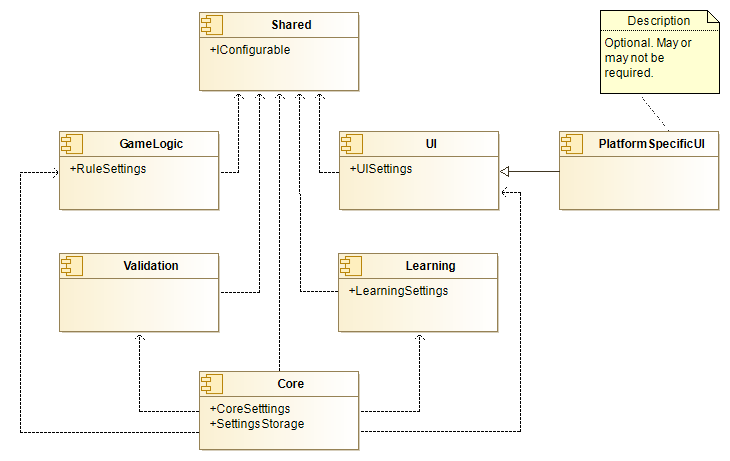 Shared
+IConfigurable
Description
Optional. May or
may not be
required.
GameLogic
+RuleSettings
UI
+UISettings
PlatformSpecificUI
Validation
Learning
+LearningSettings
Core
+CoreSetttings
+SettingsStorage